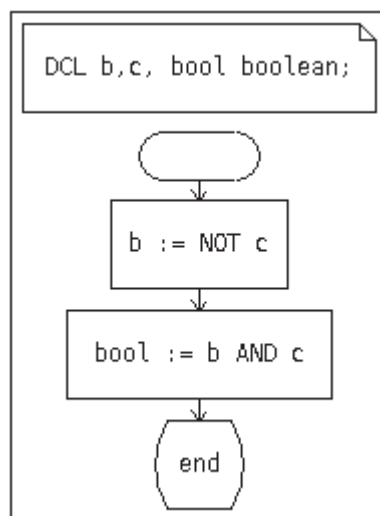 DCL b,c, bool boolean;
b := NOT c
bool := b AND c
end